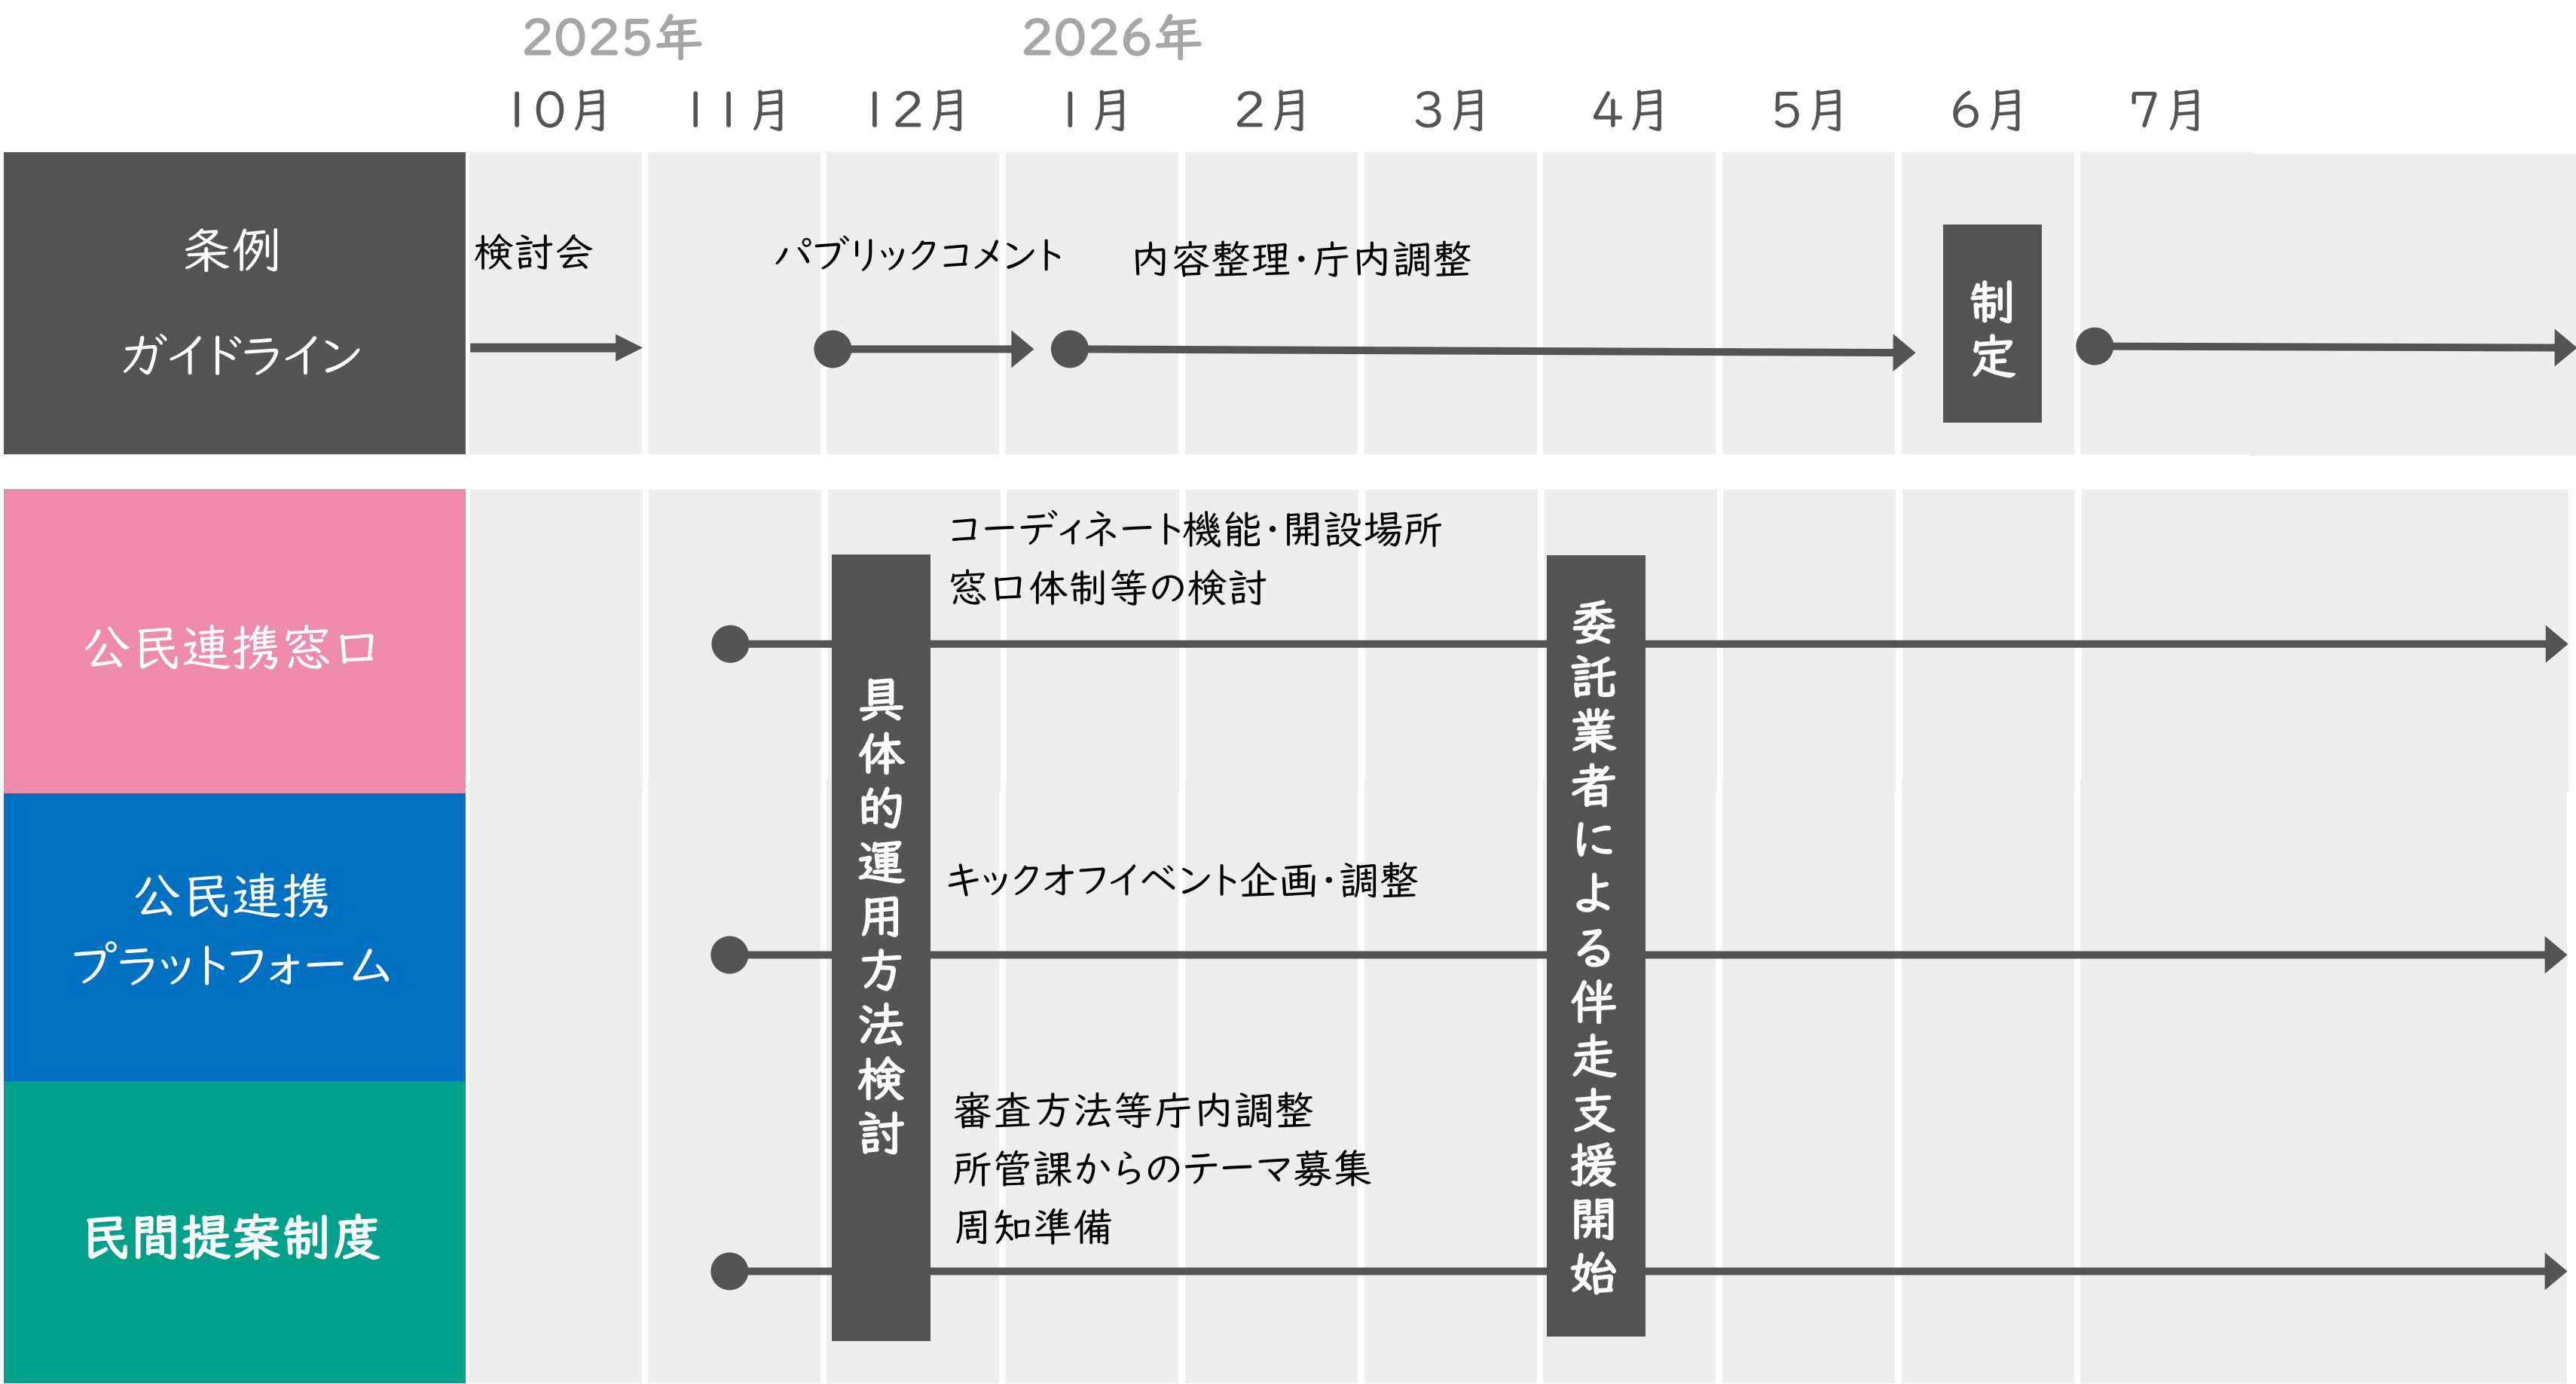 2025年 2026年
10月 11月 12月 1月 2月 3月 4月 5月 6月 7月
条例
ガイドライン
検討会
パブリックコメント
内容整理・庁内調整
制定
公民連携窓口
コーディネート機能・開設場所
窓口体制等の検討
具体的運用方法検討
委託業者による伴走支援開始
公民連携
プラットフォーム
キックオフイベント企画・調整
民間提案制度
審査方法等庁内調整
所管課からのテーマ募集
周知準備